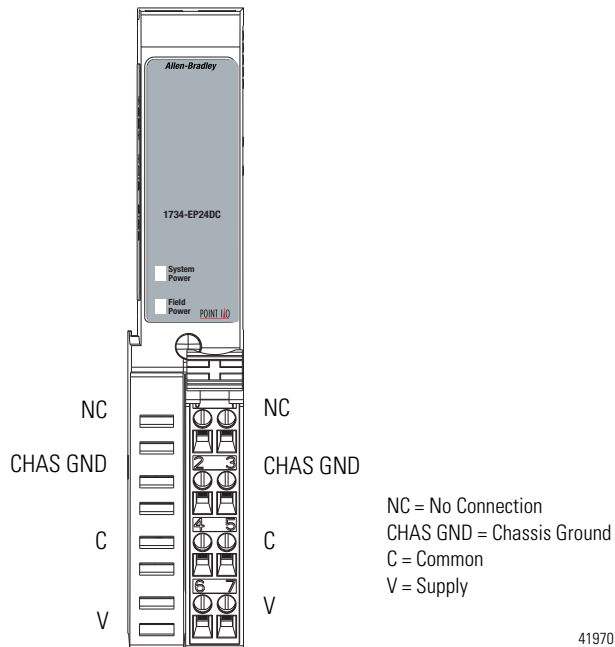 Allen-Bradley
1734-EP24DC
System
Power
Field
Power
POINT I/O
NC
NC
2 3
CHAS GND
CHAS GND
4 5
C
C
6 7
V
V
NC = No Connection
CHAS GND = Chassis Ground
C = Common
V = Supply
41970